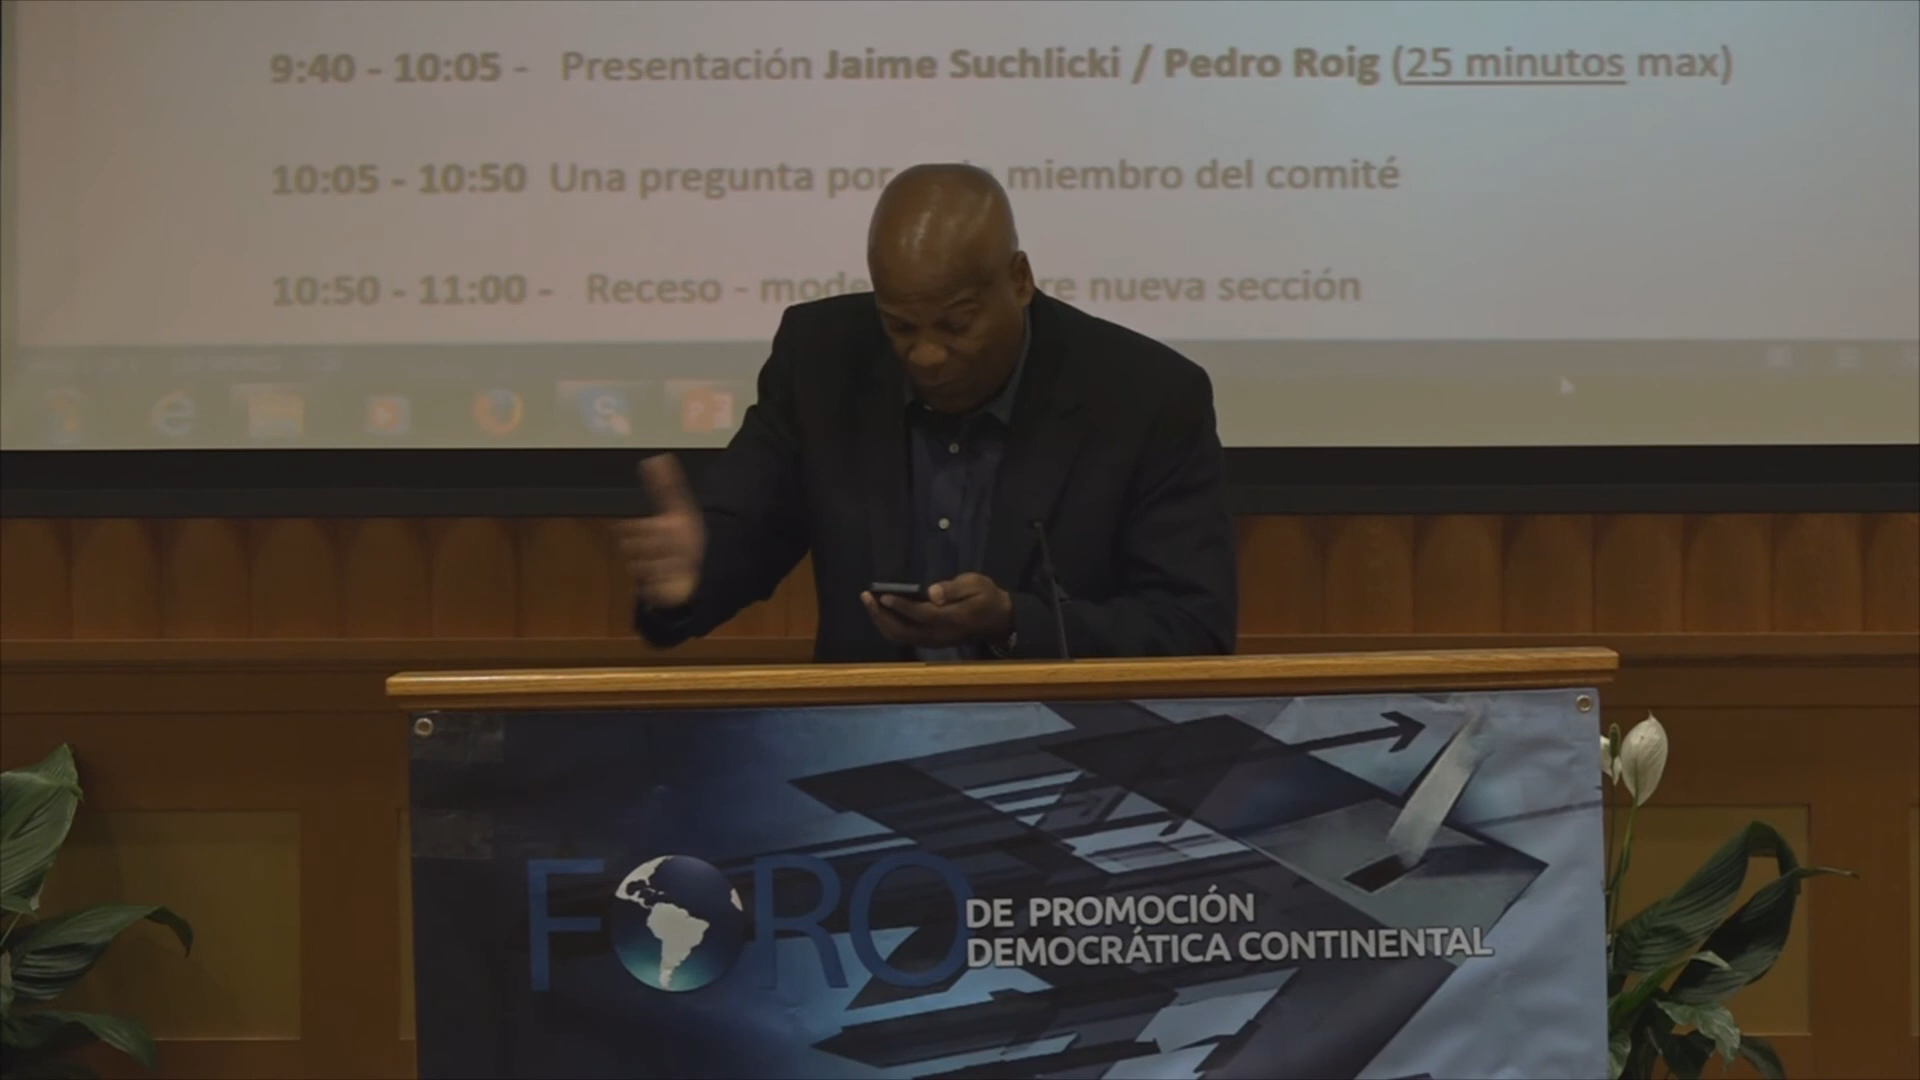 9:40 - 10:05 - Presentación Jaime Suchlicki / Pedro Roig (25 minutos max)
10:05 - 10:50 Una pregunta por miembro del comité
10:50 - 11:00 - Receso - nueva sección
FORO
DE PROMOCIÓN
DEMOCRÁTICA CONTINENTAL